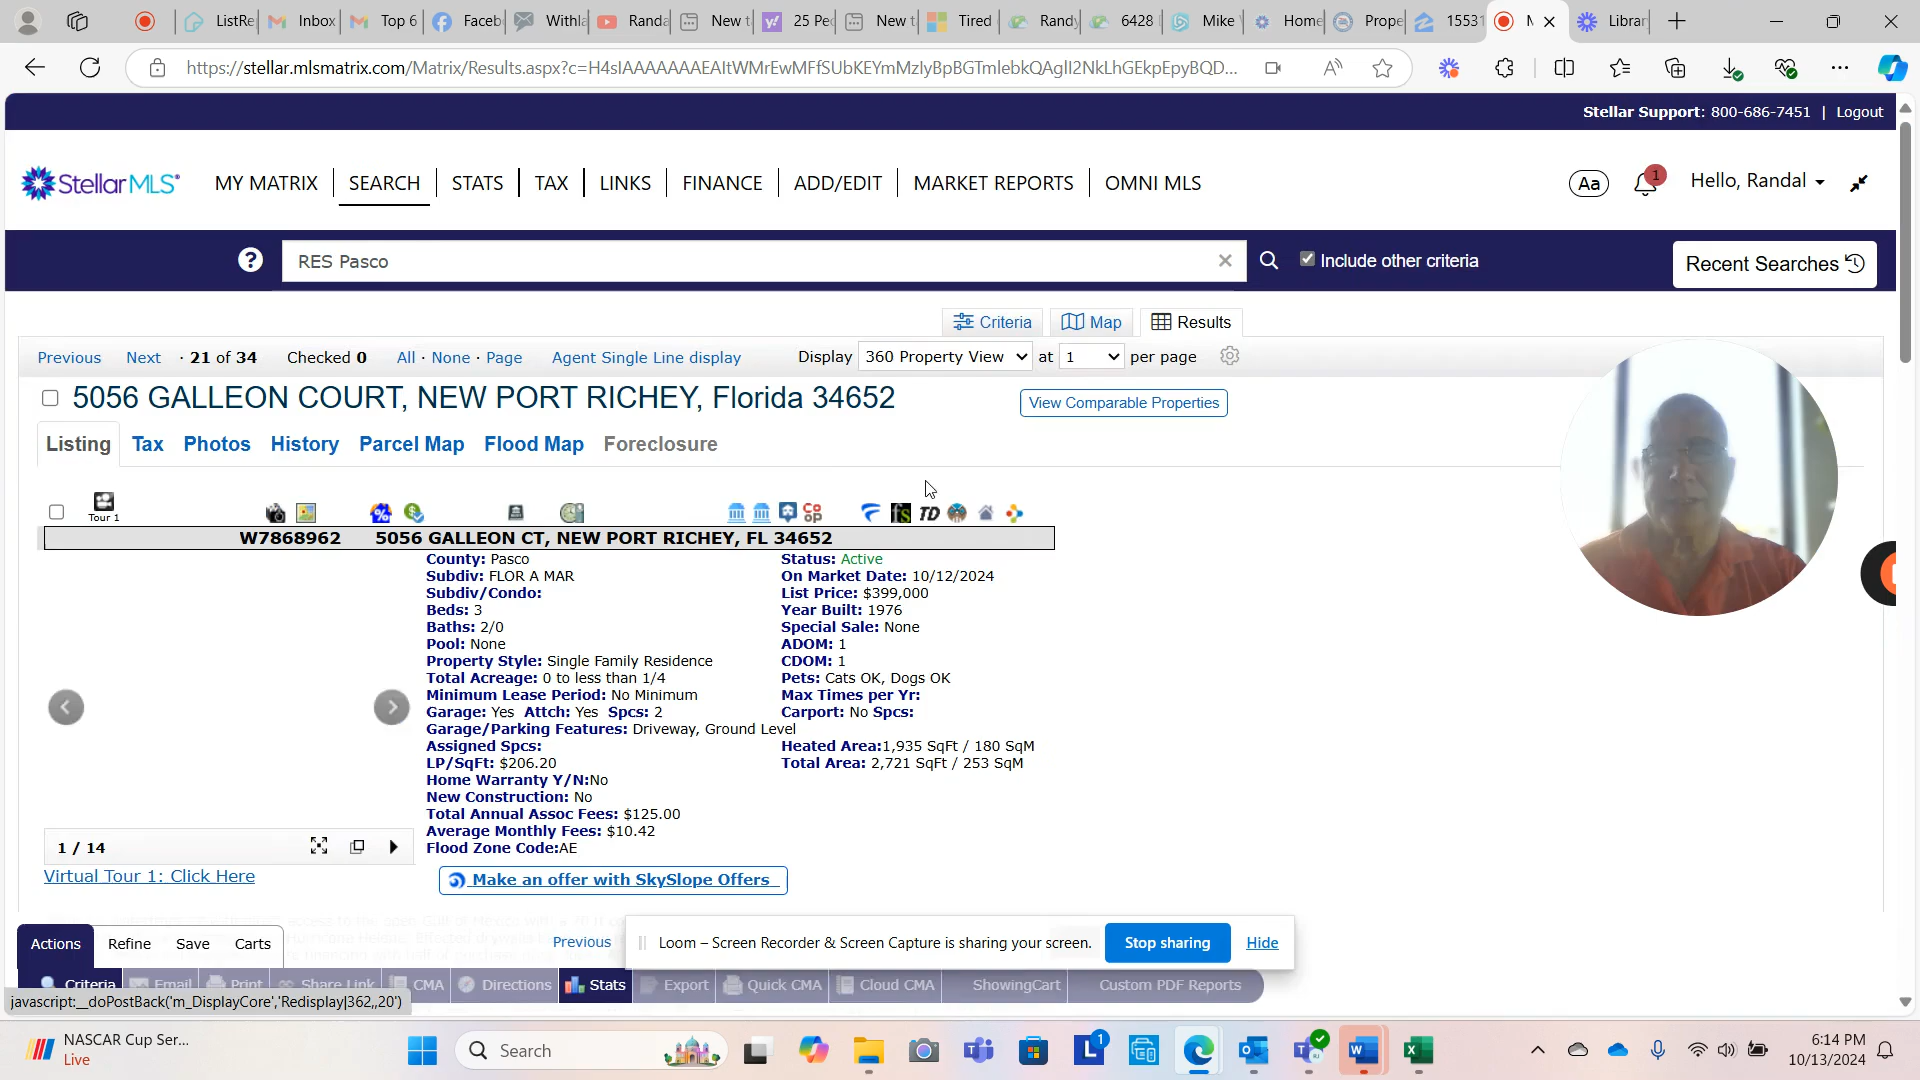 ListRe
Inbox
Top 6
Faceb
Withla
Randa
New t
25 Pec
New t
Tired
Randy
6428
Mike
Home
Prope
15531
Librar
https://stellar.mlsmatrix.com/Matrix/Results.aspx?c=H4sIAAAAAAAEAItWMrEwMFfSUbKEYmMzIyBpBGTmlebkQAglI2NkLhGEkpEpyBQD...
Stellar Support: 800-686-7451 | Logout
StellarMLS
MY MATRIX SEARCH STATS TAX LINKS FINANCE ADD/EDIT MARKET REPORTS OMNI MLS
Aa
1
Hello, Randal
? RES Pasco Include other criteria
Recent Searches
Criteria Map Results
Previous Next · 21 of 34 Checked 0 All · None · Page Agent Single Line display Display 360 Property View at 1 per page
5056 GALLEON COURT, NEW PORT RICHEY, Florida 34652
View Comparable Properties
Listing Tax Photos History Parcel Map Flood Map Foreclosure
Tour 1
W7868962 5056 GALLEON CT, NEW PORT RICHEY, FL 34652
County: Pasco
Status: Active
Subdiv: FLOR A MAR
On Market Date: 10/12/2024
Subdiv/Condo:
List Price: $399,000
Beds: 3
Year Built: 1976
Baths: 2/0
Special Sale: None
Pool: None
ADOM: 1
Property Style: Single Family Residence
CDOM: 1
Total Acreage: 0 to less than 1/4
Pets: Cats OK, Dogs OK
Minimum Lease Period: No Minimum
Max Times per Yr:
Garage: Yes Attch: Yes Spcs: 2
Carport: No Spcs:
Garage/Parking Features: Driveway, Ground Level
Assigned Spcs:
Heated Area:1,935 SqFt / 180 SqM
LP/SqFt: $206.20
Total Area: 2,721 SqFt / 253 SqM
Home Warranty Y/N:No
New Construction: No
Total Annual Assoc Fees: $125.00
Average Monthly Fees: $10.42
Flood Zone Code:AE
1 / 14
Virtual Tour 1: Click Here
Make an offer with SkySlope Offers
Actions Refine Save Carts
Previous
Loom – Screen Recorder & Screen Capture is sharing your screen. Stop sharing Hide
Criteria Email Print Share Link CMA Directions Stats Export Quick CMA Cloud CMA ShowingCart Custom PDF Reports
javascript:__doPostBack('m_DisplayCore','Redisplay|362,,20')
NASCAR Cup Ser...
Live
Search
1
6:14 PM
10/13/2024